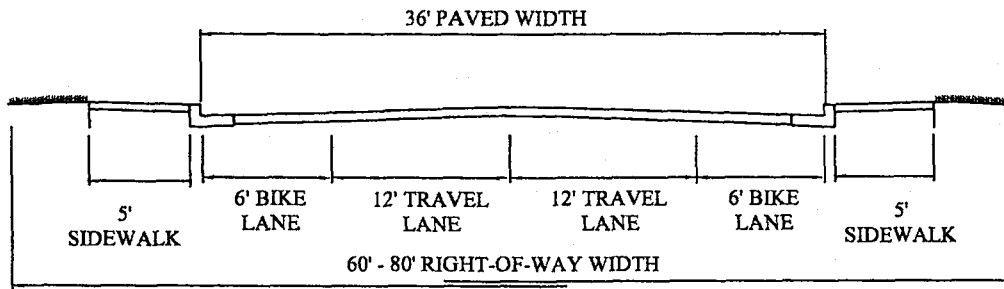 36' PAVED WIDTH
5'
SIDEWALK
6' BIKE
LANE
12' TRAVEL
LANE
12' TRAVEL
LANE
6' BIKE
LANE
5'
SIDEWALK
60' - 80' RIGHT-OF-WAY WIDTH